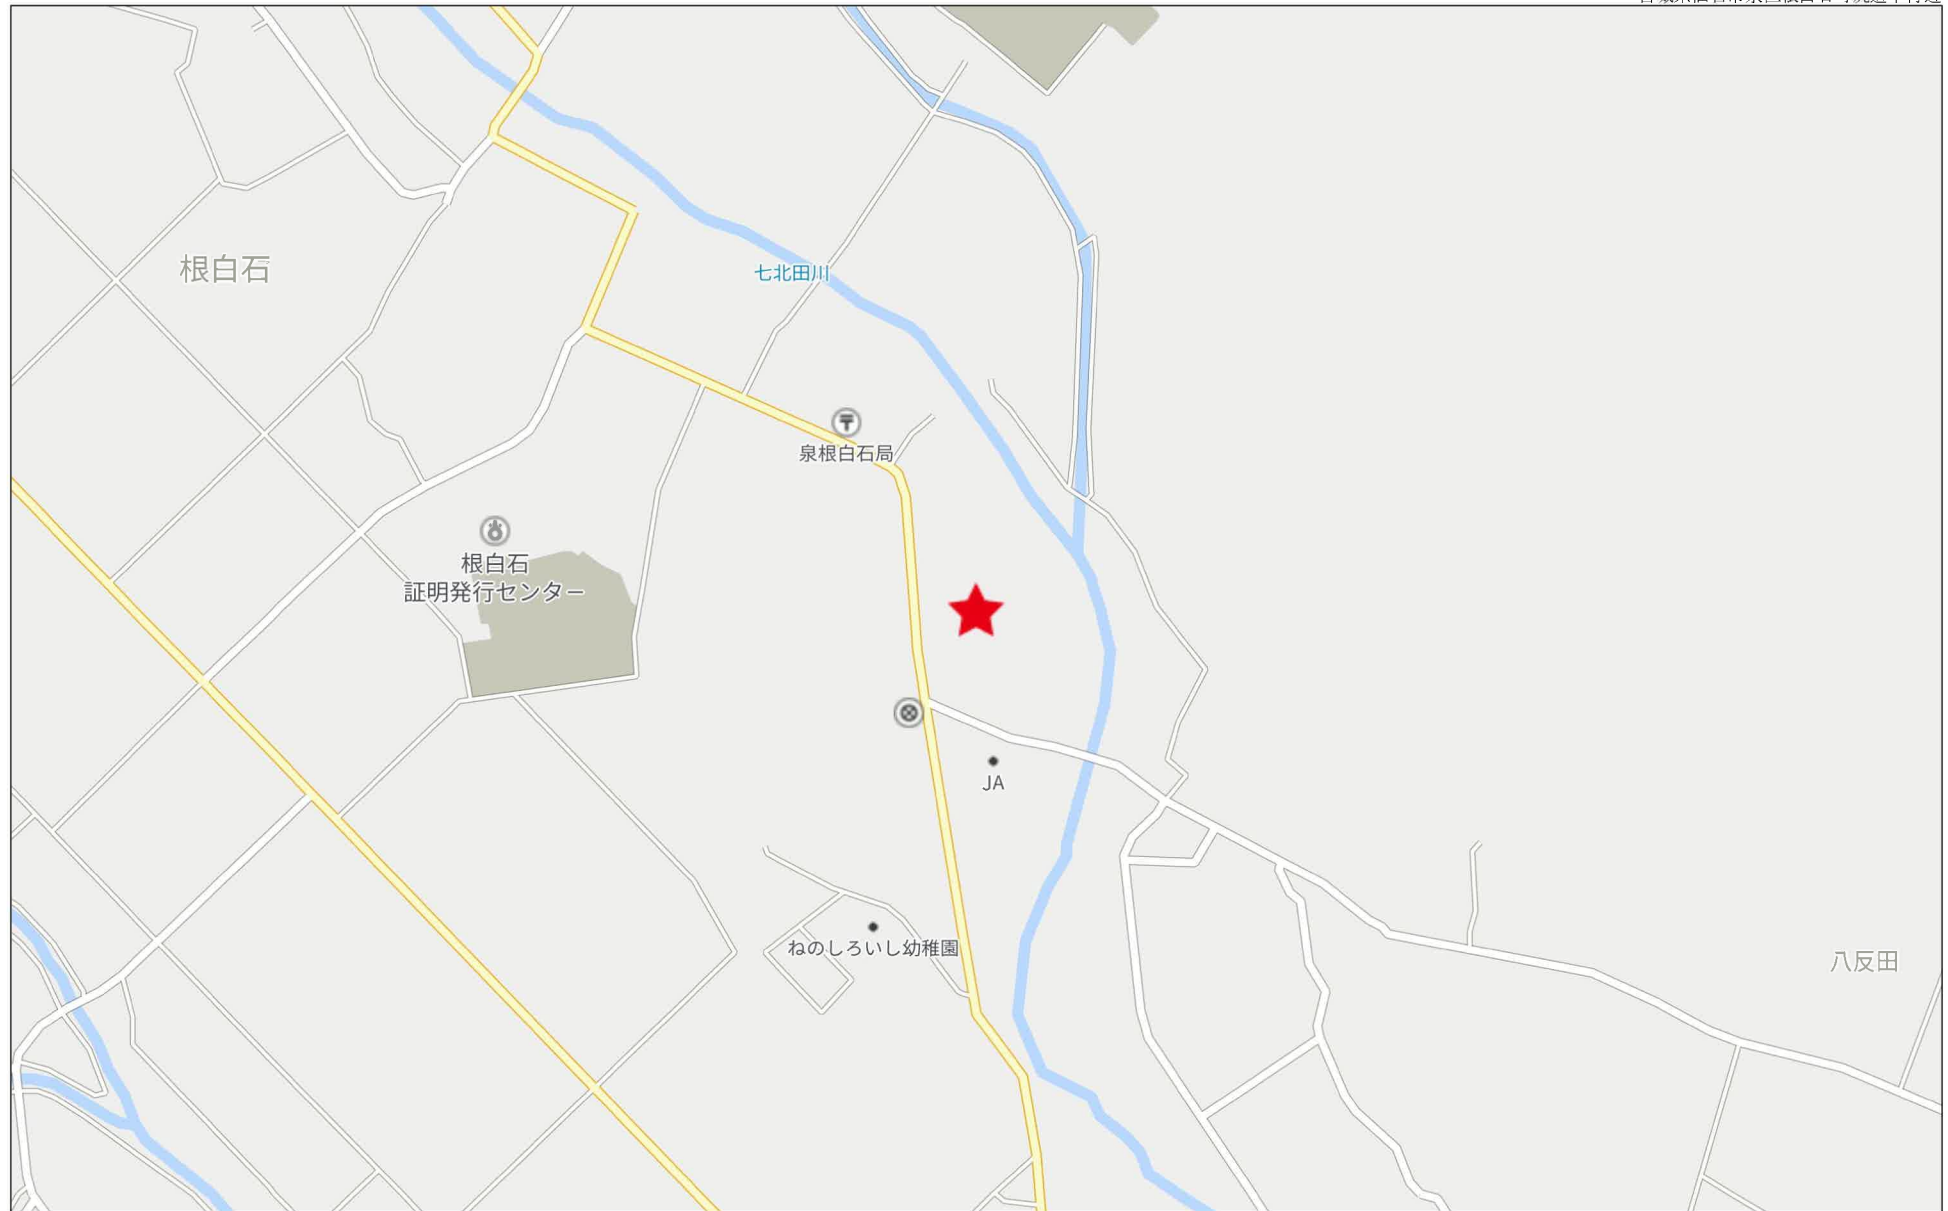 根白石
七北田川
泉根白石局
根白石
証明発行センター
JA
ねのしろいし幼稚園
八反田